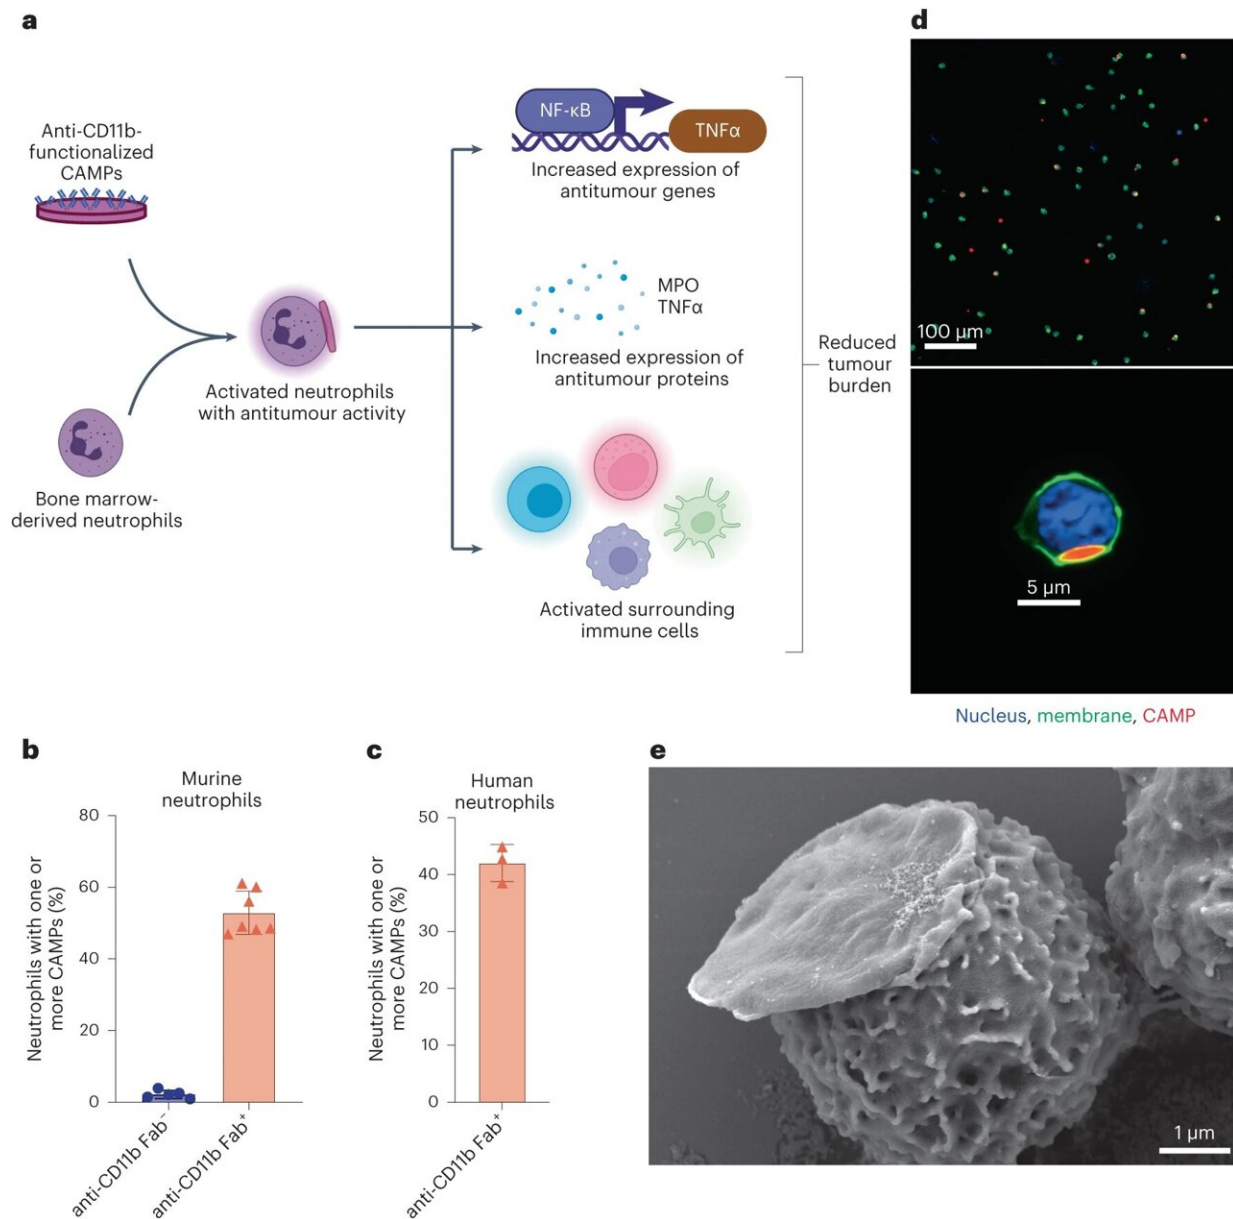 a
Anti-CD11b-
functionalized
CAMPs
Bone marrow-
derived neutrophils
Activated neutrophils
with antitumour activity
NF-κB
TNFα
Increased expression of
antitumour genes
MPO
TNFα
Increased expression of
antitumour proteins
Activated surrounding
immune cells
Reduced
tumour
burden
d
100 µm
5 µm
Nucleus, membrane, CAMP
b
Murine
neutrophils
Neutrophils with one or
more CAMPs (%)
80
60
40
20
0
anti-CD11b Fab⁻
anti-CD11b Fab⁺
c
Human
neutrophils
Neutrophils with one or
more CAMPs (%)
50
40
30
20
10
0
anti-CD11b Fab⁺
e
1 µm